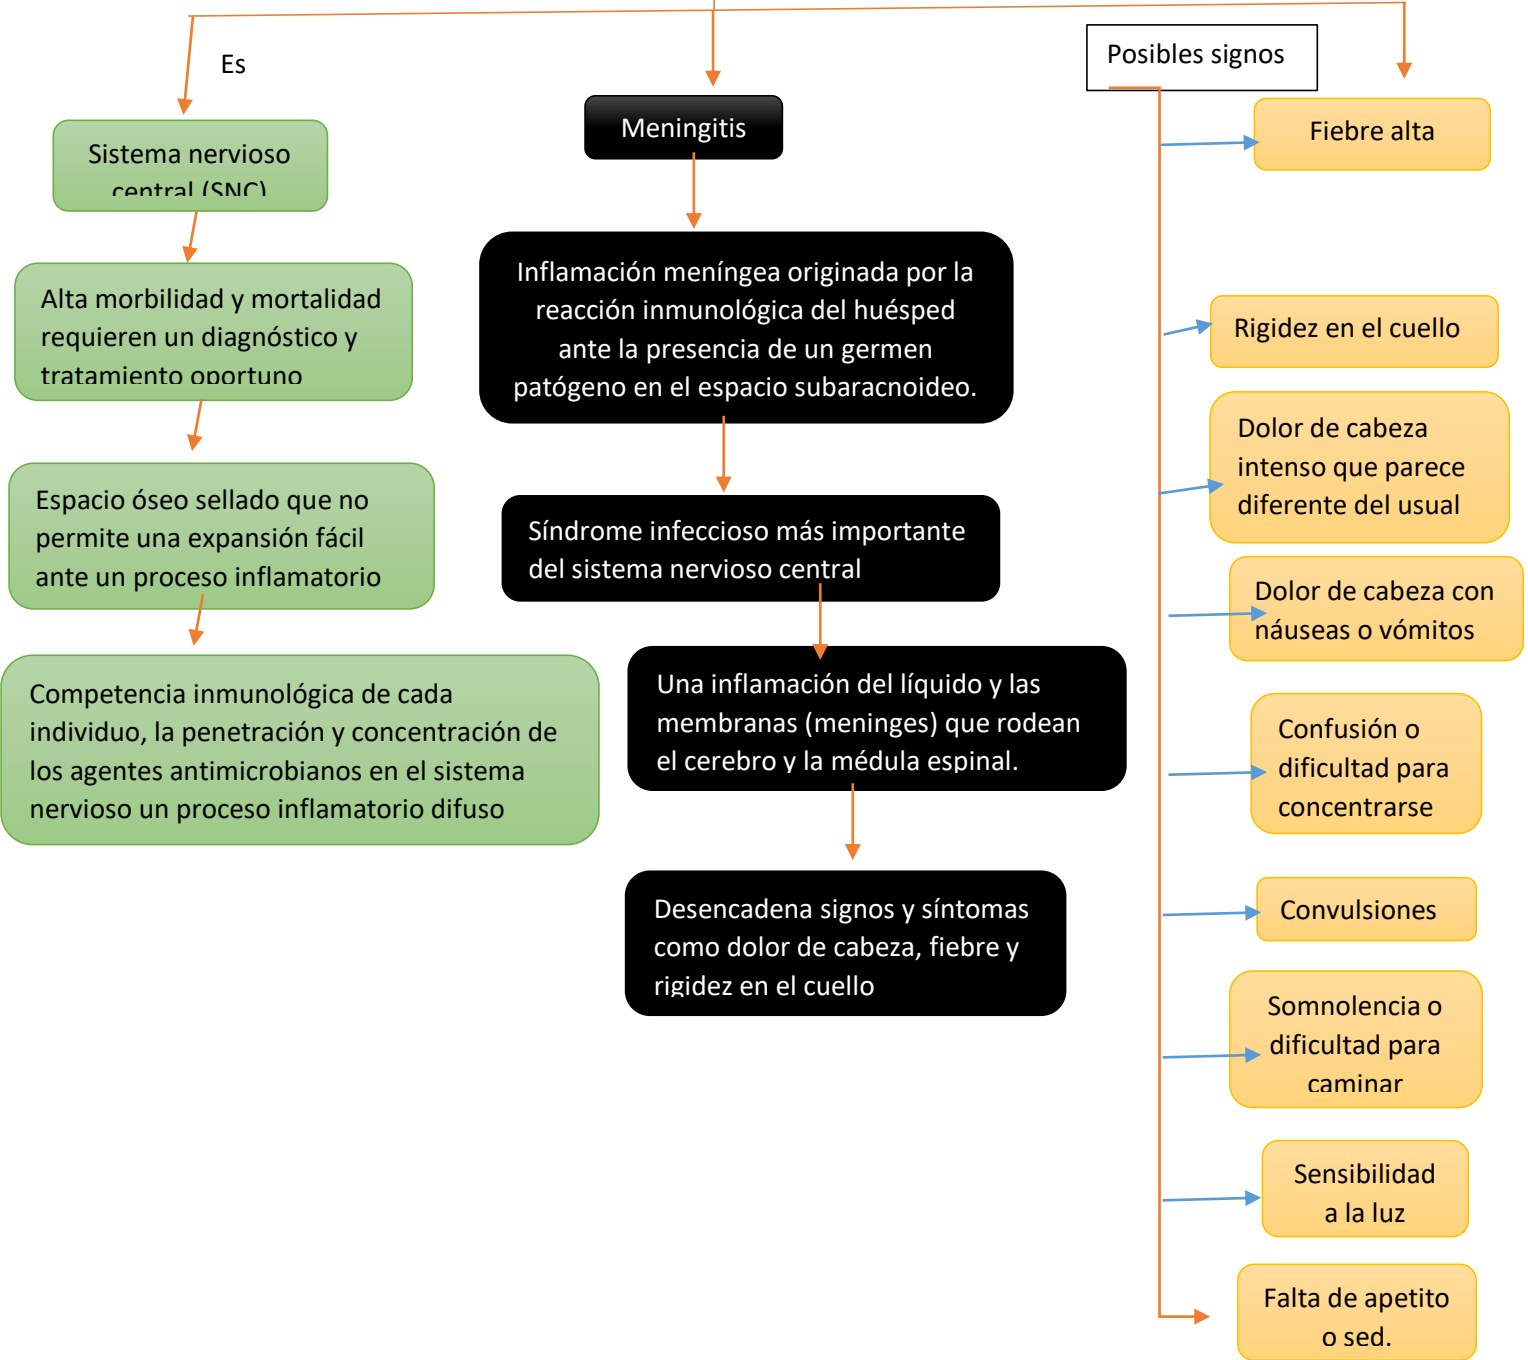 Es
Sistema nervioso
central (SNC)
Alta morbilidad y mortalidad
requieren un diagnóstico y
tratamiento oportuno
Espacio óseo sellado que no
permite una expansión fácil
ante un proceso inflamatorio
Competencia inmunológica de cada
individuo, la penetración y concentración de
los agentes antimicrobianos en el sistema
nervioso un proceso inflamatorio difuso
Meningitis
Inflamación meníngea originada por la
reacción inmunológica del huésped
ante la presencia de un germen
patógeno en el espacio subaracnoideo.
Síndrome infeccioso más importante
del sistema nervioso central
Una inflamación del líquido y las
membranas (meninges) que rodean
el cerebro y la médula espinal.
Desencadena signos y síntomas
como dolor de cabeza, fiebre y
rigidez en el cuello
Posibles signos
Fiebre alta
Rigidez en el cuello
Dolor de cabeza
intenso que parece
diferente del usual
Dolor de cabeza con
náuseas o vómitos
Confusión o
dificultad para
concentrarse
Convulsiones
Somnolencia o
dificultad para
caminar
Sensibilidad
a la luz
Falta de apetito
o sed.